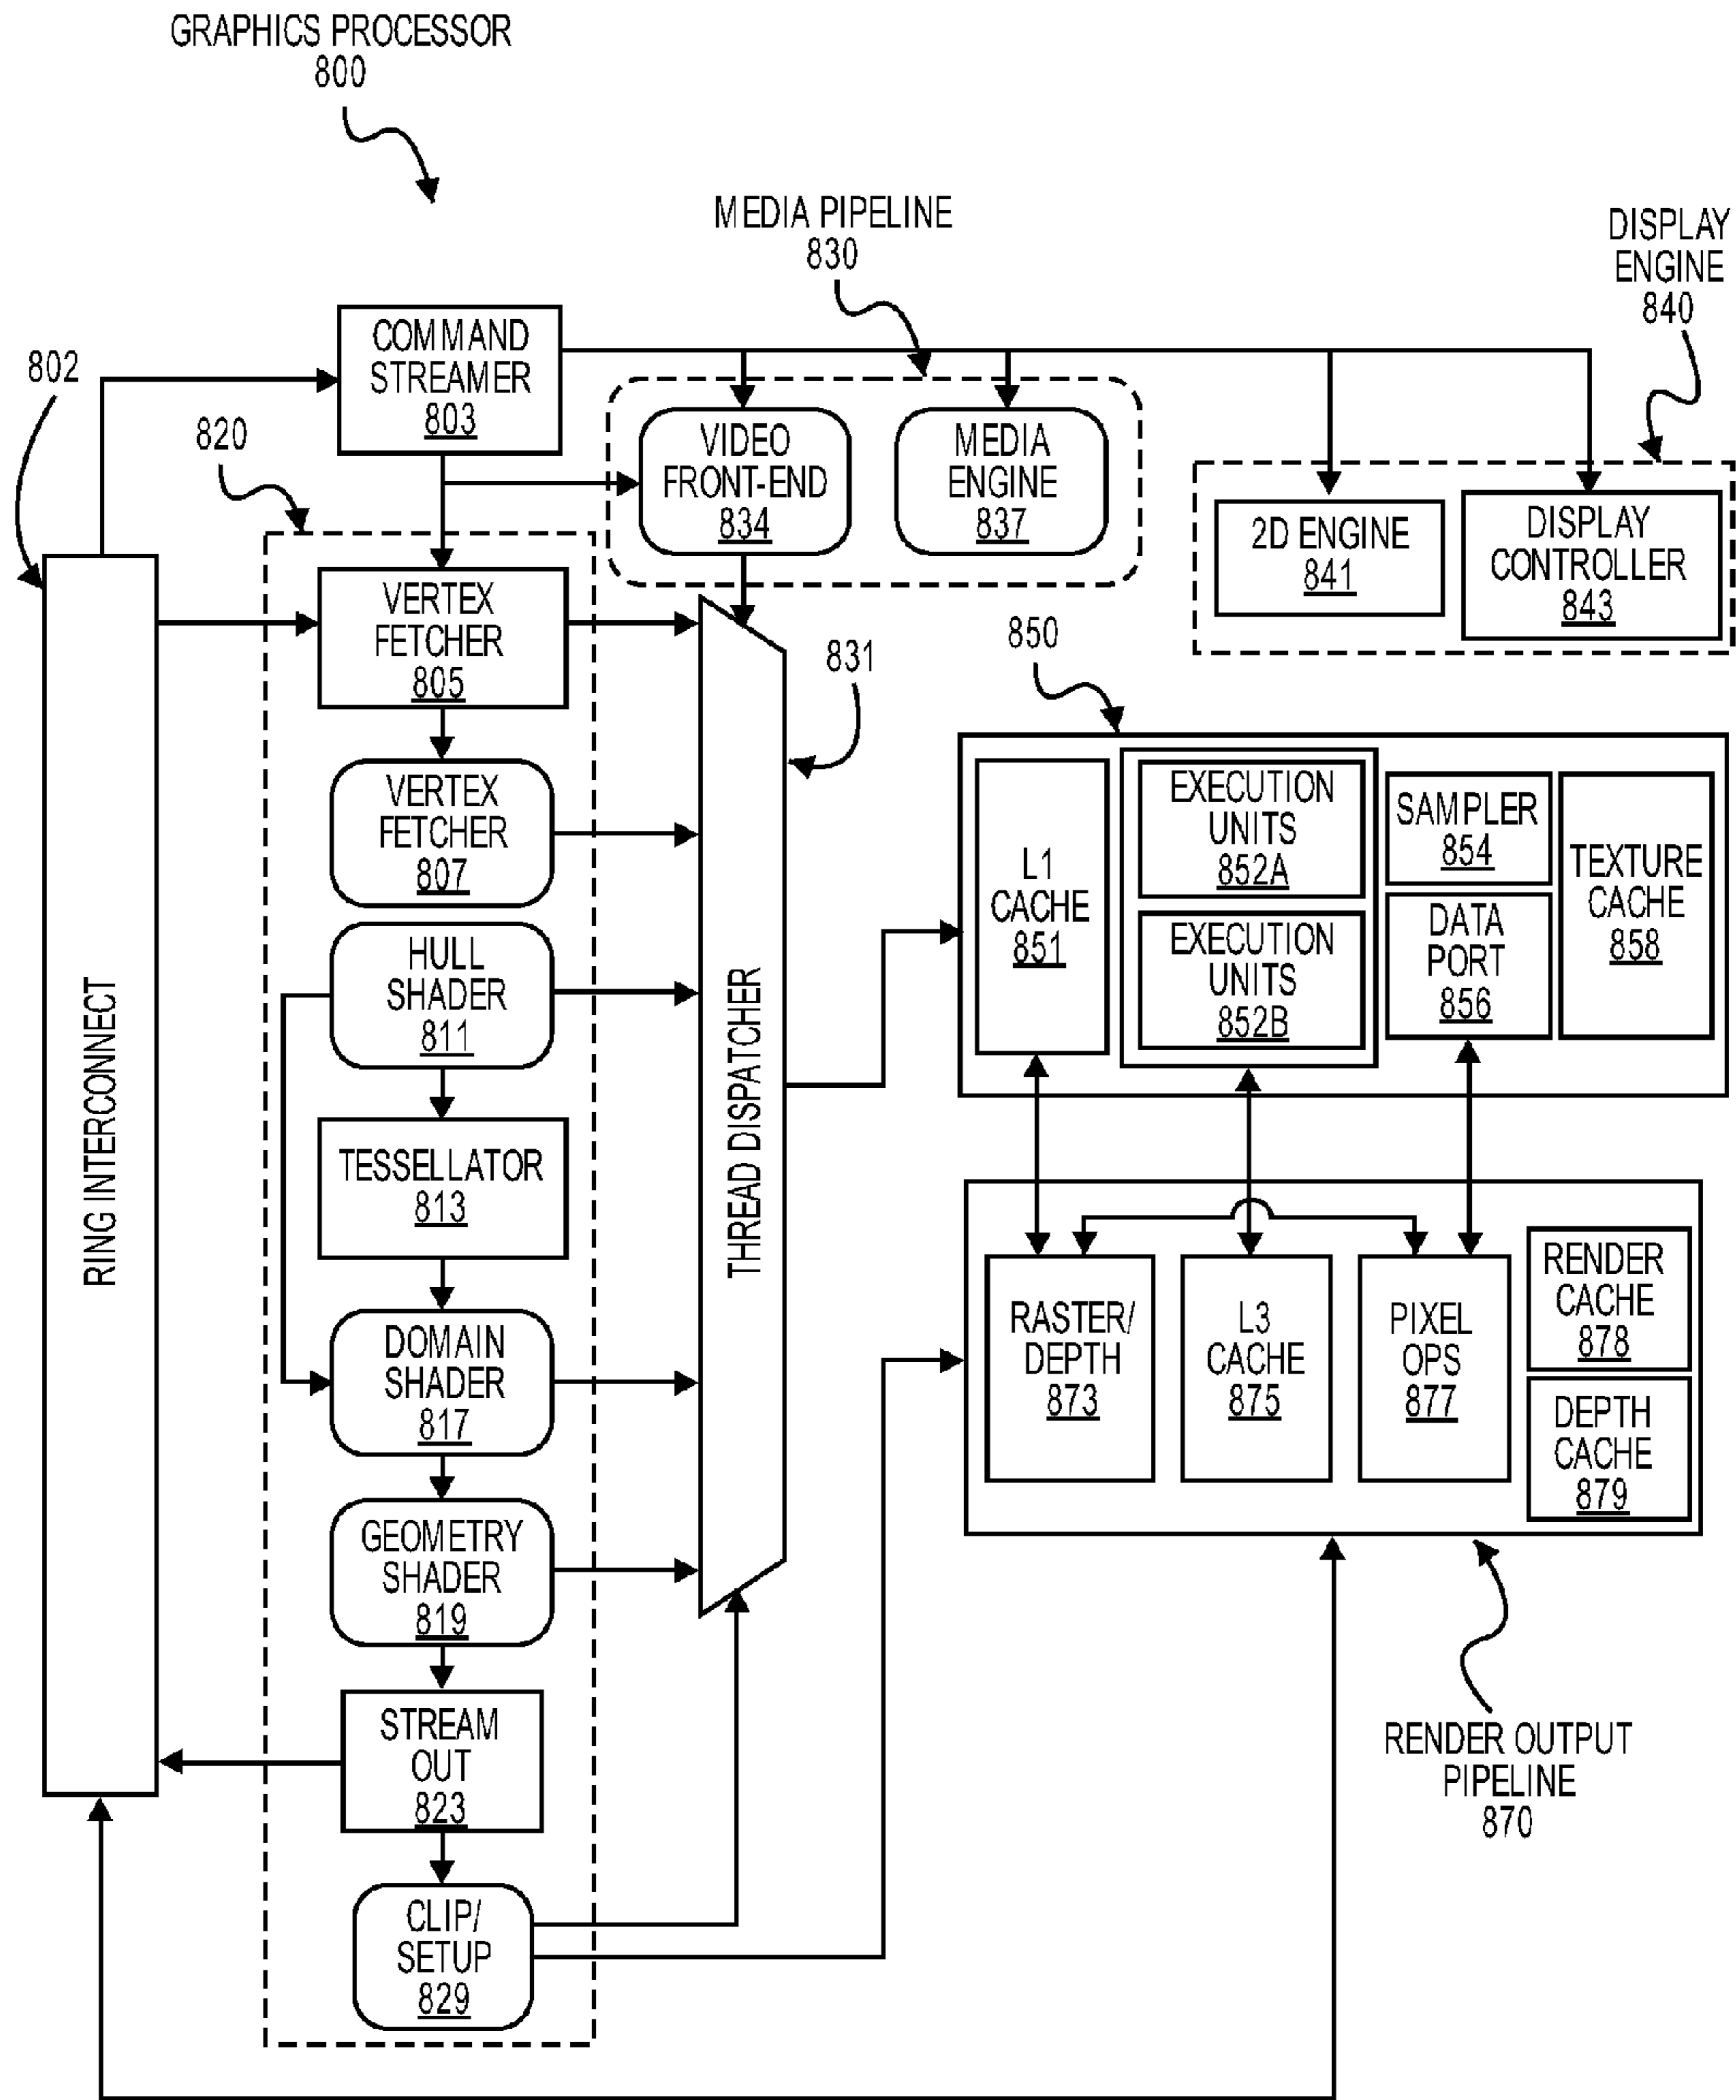 GRAPHICS PROCESSOR
800
MEDIA PIPELINE
830
DISPLAY
ENGINE
840
802
COMMAND
STREAMER
803
820
VIDEO
FRONT-END
834
MEDIA
ENGINE
837
2D ENGINE
841
DISPLAY
CONTROLLER
843
RING INTERCONNECT
VERTEX
FETCHER
805
VERTEX
FETCHER
807
HULL
SHADER
811
TESSELLATOR
813
DOMAIN
SHADER
817
GEOMETRY
SHADER
819
STREAM
OUT
823
CLIP/
SETUP
829
THREAD DISPATCHER
831
850
L1
CACHE
851
EXECUTION
UNITS
852A
EXECUTION
UNITS
852B
SAMPLER
854
DATA
PORT
856
TEXTURE
CACHE
858
RASTER/
DEPTH
873
L3
CACHE
875
PIXEL
OPS
877
RENDER
CACHE
878
DEPTH
CACHE
879
RENDER OUTPUT
PIPELINE
870